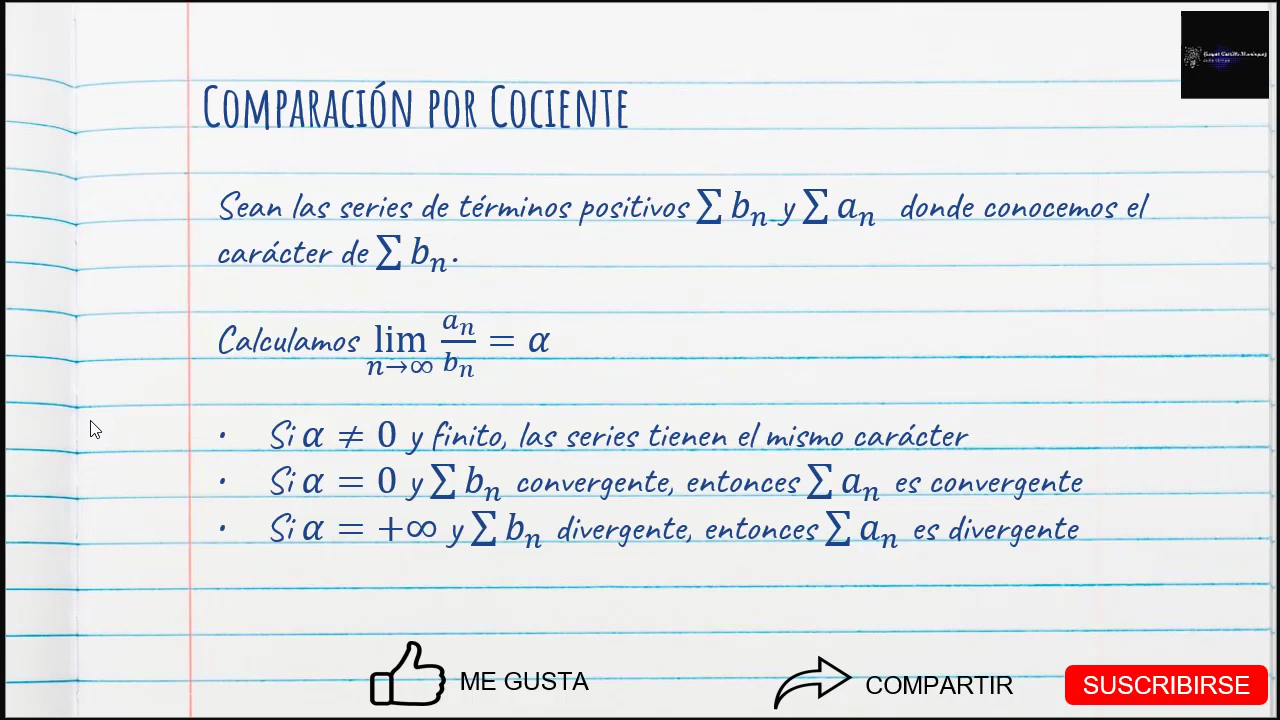 COMPARACIÓN POR COCIENTE
Sean las series de términos positivos ∑ bₙ y ∑ aₙ donde conocemos el
carácter de ∑ bₙ.
Calculamos lim n→∞ aₙ/bₙ = α
• Si α ≠ 0 y finito, las series tienen el mismo carácter
• Si α = 0 y ∑ bₙ convergente, entonces ∑ aₙ es convergente
• Si α = +∞ y ∑ bₙ divergente, entonces ∑ aₙ es divergente
ME GUSTA
COMPARTIR
SUSCRIBIRSE